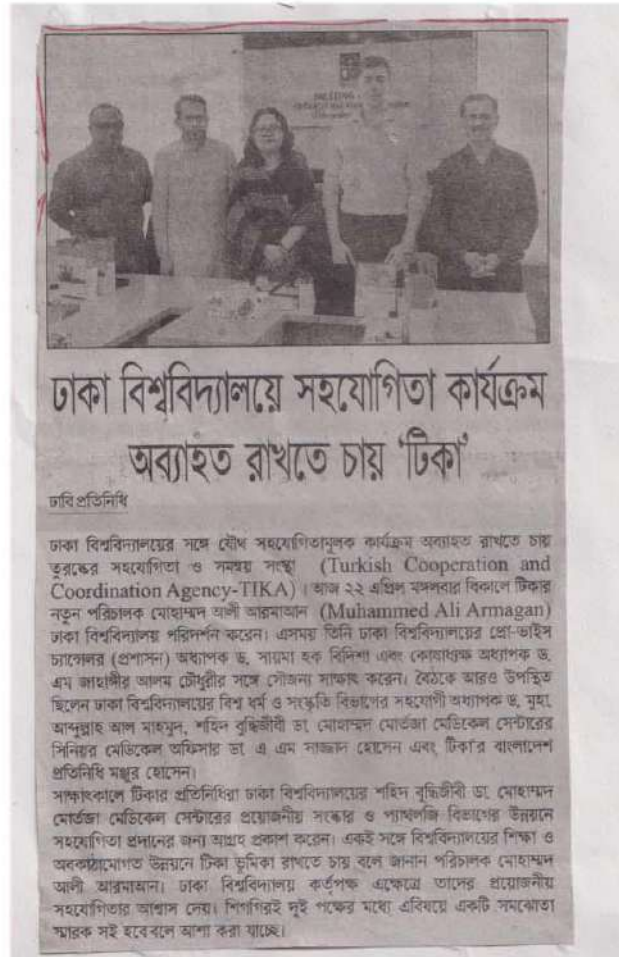 MEETING
ঢাকা বিশ্ববিদ্যালয়ে সহযোগিতা কার্যক্রম
অব্যাহত রাখতে চায় ‘টিকা’
ঢাবি প্রতিনিধি
ঢাকা বিশ্ববিদ্যালয়ের সঙ্গে যৌথ সহযোগিতামূলক কার্যক্রম অব্যাহত রাখতে চায়
তুরস্কের সহযোগিতা ও সমন্বয় সংস্থা (Turkish Cooperation and
Coordination Agency-TIKA)। আজ ২২ এপ্রিল মঙ্গলবার বিকালে টিকার
নতুন পরিচালক মোহাম্মদ আলী আরমাআন (Muhammed Ali Armagan)
ঢাকা বিশ্ববিদ্যালয় পরিদর্শন করেন। এসময় তিনি ঢাকা বিশ্ববিদ্যালয়ের প্রো-ভাইস
চ্যান্সেলর (প্রশাসন) অধ্যাপক ড. সায়মা হক বিদিশা এবং কোষাধ্যক্ষ অধ্যাপক ড.
এম জাহাঙ্গীর আলম চৌধুরীর সঙ্গে সৌজন্য সাক্ষাৎ করেন। বৈঠকে আরও উপস্থিত
ছিলেন ঢাকা বিশ্ববিদ্যালয়ের বিশ্ব ধর্ম ও সংস্কৃতি বিভাগের সহযোগী অধ্যাপক ড. মুহা.
আব্দুল্লাহ আল মাহমুদ, শহিদ বুদ্ধিজীবী ডা. মোহাম্মদ মোর্তজা মেডিকেল সেন্টারের
সিনিয়র মেডিকেল অফিসার ডা. এ এম সাজ্জাদ হোসেন এবং টিকা'র বাংলাদেশ
প্রতিনিধি মঞ্জুর হোসেন।
সাক্ষাৎকালে টিকার প্রতিনিধিরা ঢাকা বিশ্ববিদ্যালয়ের শহিদ বুদ্ধিজীবী ডা. মোহাম্মদ
মোর্তজা মেডিকেল সেন্টারের প্রয়োজনীয় সংস্কার ও প্যাথলজি বিভাগের উন্নয়নে
সহযোগিতা প্রদানের জন্য আগ্রহ প্রকাশ করেন। একই সঙ্গে বিশ্ববিদ্যালয়ের শিক্ষা ও
অবকাঠামোগত উন্নয়নে টিকা ভূমিকা রাখতে চায় বলে জানান পরিচালক মোহাম্মদ
আলী আরমাআন। ঢাকা বিশ্ববিদ্যালয় কর্তৃপক্ষ এক্ষেত্রে তাদের প্রয়োজনীয়
সহযোগিতার আশ্বাস দেয়। শিগগিরই দুই পক্ষের মধ্যে এবিষয়ে একটি সমঝোতা
স্মারক সই হবে বলে আশা করা যাচ্ছে।